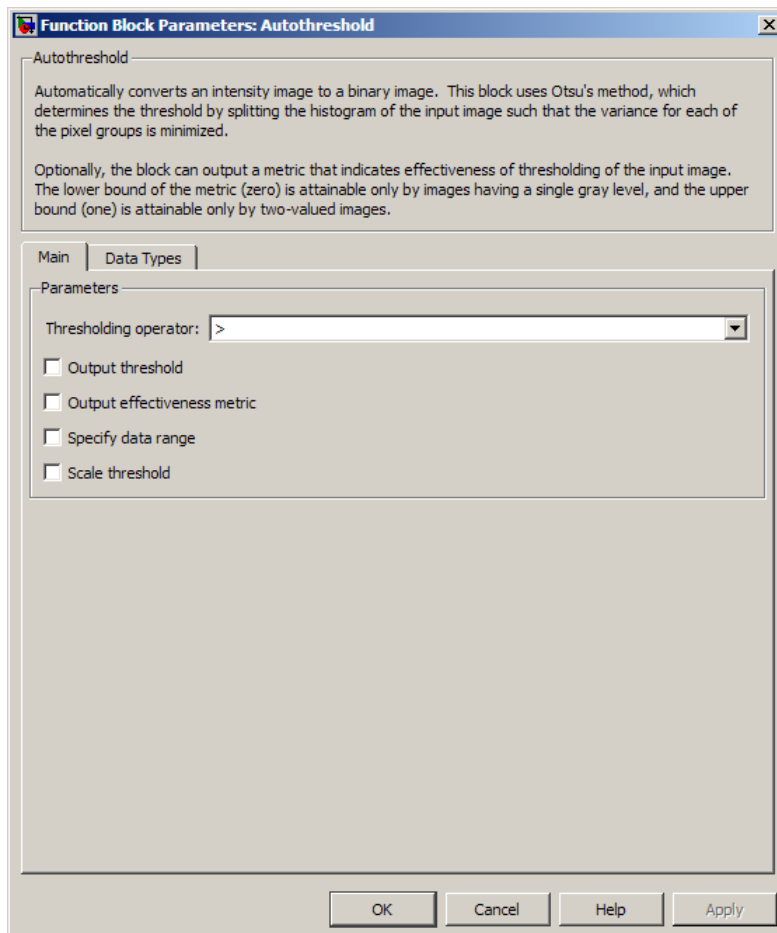 Function Block Parameters: Autothreshold
Autothreshold
Automatically converts an intensity image to a binary image.  This block uses Otsu's method, which
determines the threshold by splitting the histogram of the input image such that the variance for each of
the pixel groups is minimized.
Optionally, the block can output a metric that indicates effectiveness of thresholding of the input image.
The lower bound of the metric (zero) is attainable only by images having a single gray level, and the upper
bound (one) is attainable only by two-valued images.
Main Data Types
Parameters
Thresholding operator: >
Output threshold
Output effectiveness metric
Specify data range
Scale threshold
OK Cancel Help Apply